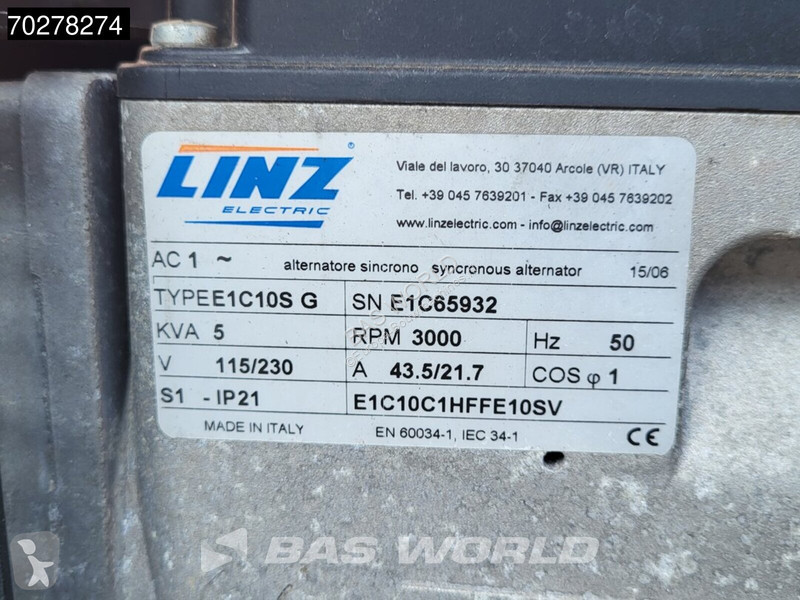 70278274
LINZ ®
ELECTRIC
Viale del lavoro, 30 37040 Arcole (VR) ITALY
Tel. +39 045 7639201 - Fax +39 045 7639202
www.linzelectric.com - info@linzelectric.com
AC 1 ~ alternatore sincrono syncronous alternator 15/06
TYPE E1C10S G SN E1C65932
KVA 5 RPM 3000 Hz 50
V 115/230 A 43.5/21.7 COS φ 1
S1 - IP21 E1C10C1HFFE10SV
MADE IN ITALY EN 60034-1, IEC 34-1 CE
BAS WORLD